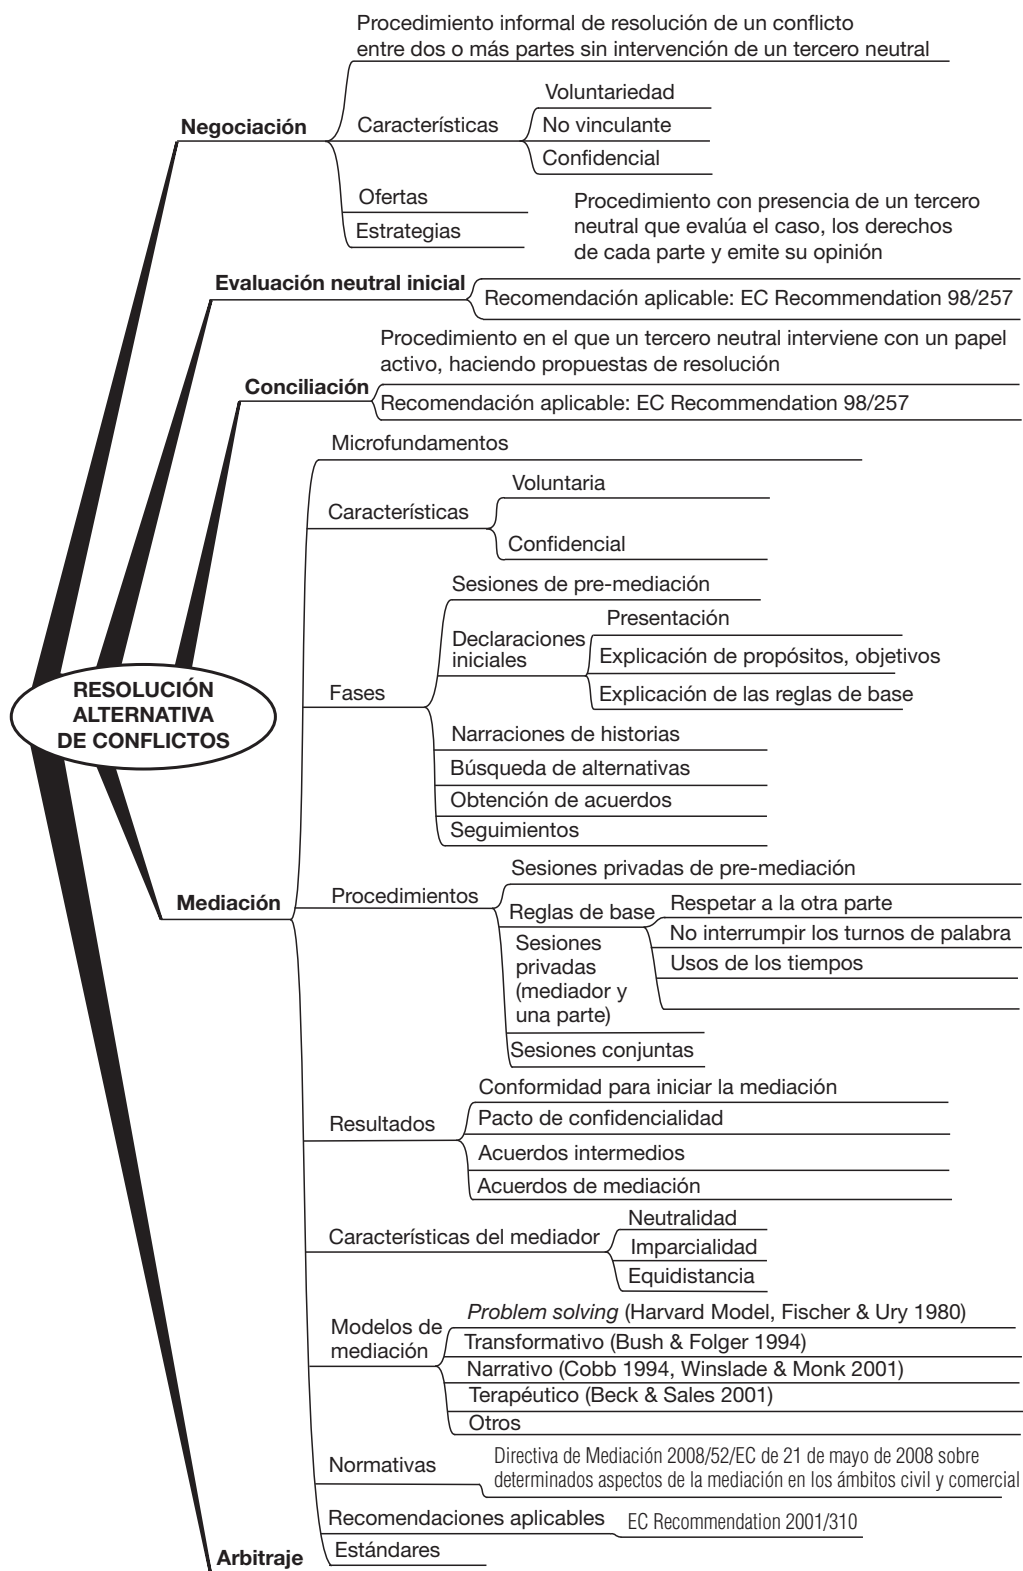 Procedimiento informal de resolución de un conflicto
entre dos o más partes sin intervención de un tercero neutral
Negociación
Características
Voluntariedad
No vinculante
Confidencial
Ofertas
Estrategias
Procedimiento con presencia de un tercero
neutral que evalúa el caso, los derechos
de cada parte y emite su opinión
Evaluación neutral inicial
Recomendación aplicable: EC Recommendation 98/257
Procedimiento en el que un tercero neutral interviene con un papel
activo, haciendo propuestas de resolución
Conciliación
Recomendación aplicable: EC Recommendation 98/257
RESOLUCIÓN
ALTERNATIVA
DE CONFLICTOS
Mediación
Microfundamentos
Características
Voluntaria
Confidencial
Fases
Sesiones de pre-mediación
Declaraciones
iniciales
Presentación
Explicación de propósitos, objetivos
Explicación de las reglas de base
Narraciones de historias
Búsqueda de alternativas
Obtención de acuerdos
Seguimientos
Procedimientos
Sesiones privadas de pre-mediación
Reglas de base
Respetar a la otra parte
No interrumpir los turnos de palabra
Usos de los tiempos
Sesiones
privadas
(mediador y
una parte)
Sesiones conjuntas
Resultados
Conformidad para iniciar la mediación
Pacto de confidencialidad
Acuerdos intermedios
Acuerdos de mediación
Características del mediador
Neutralidad
Imparcialidad
Equidistancia
Modelos de
mediación
Problem solving (Harvard Model, Fischer & Ury 1980)
Transformativo (Bush & Folger 1994)
Narrativo (Cobb 1994, Winslade & Monk 2001)
Terapéutico (Beck & Sales 2001)
Otros
Normativas
Directiva de Mediación 2008/52/EC de 21 de mayo de 2008 sobre
determinados aspectos de la mediación en los ámbitos civil y comercial
Recomendaciones aplicables
EC Recommendation 2001/310
Estándares
Arbitraje